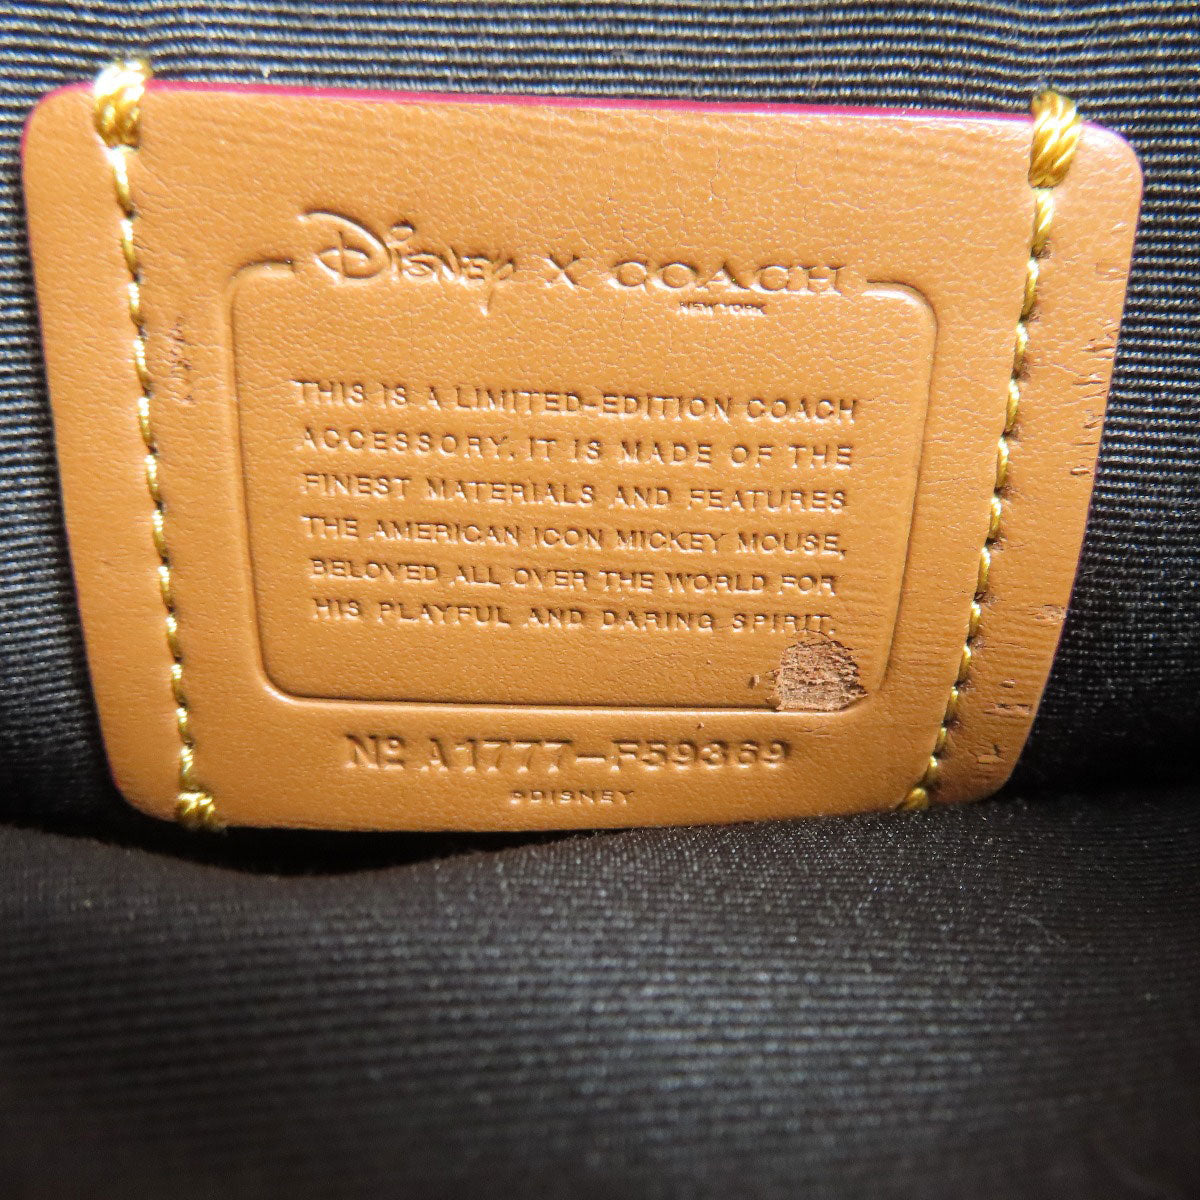 Disney X COACH
NEW YORK
THIS IS A LIMITED-EDITION COACH
ACCESSORY. IT IS MADE OF THE
FINEST MATERIALS AND FEATURES
THE AMERICAN ICON MICKEY MOUSE,
BELOVED ALL OVER THE WORLD FOR
HIS PLAYFUL AND DARING SPIRIT.
Nº A1777-F59369
©DISNEY